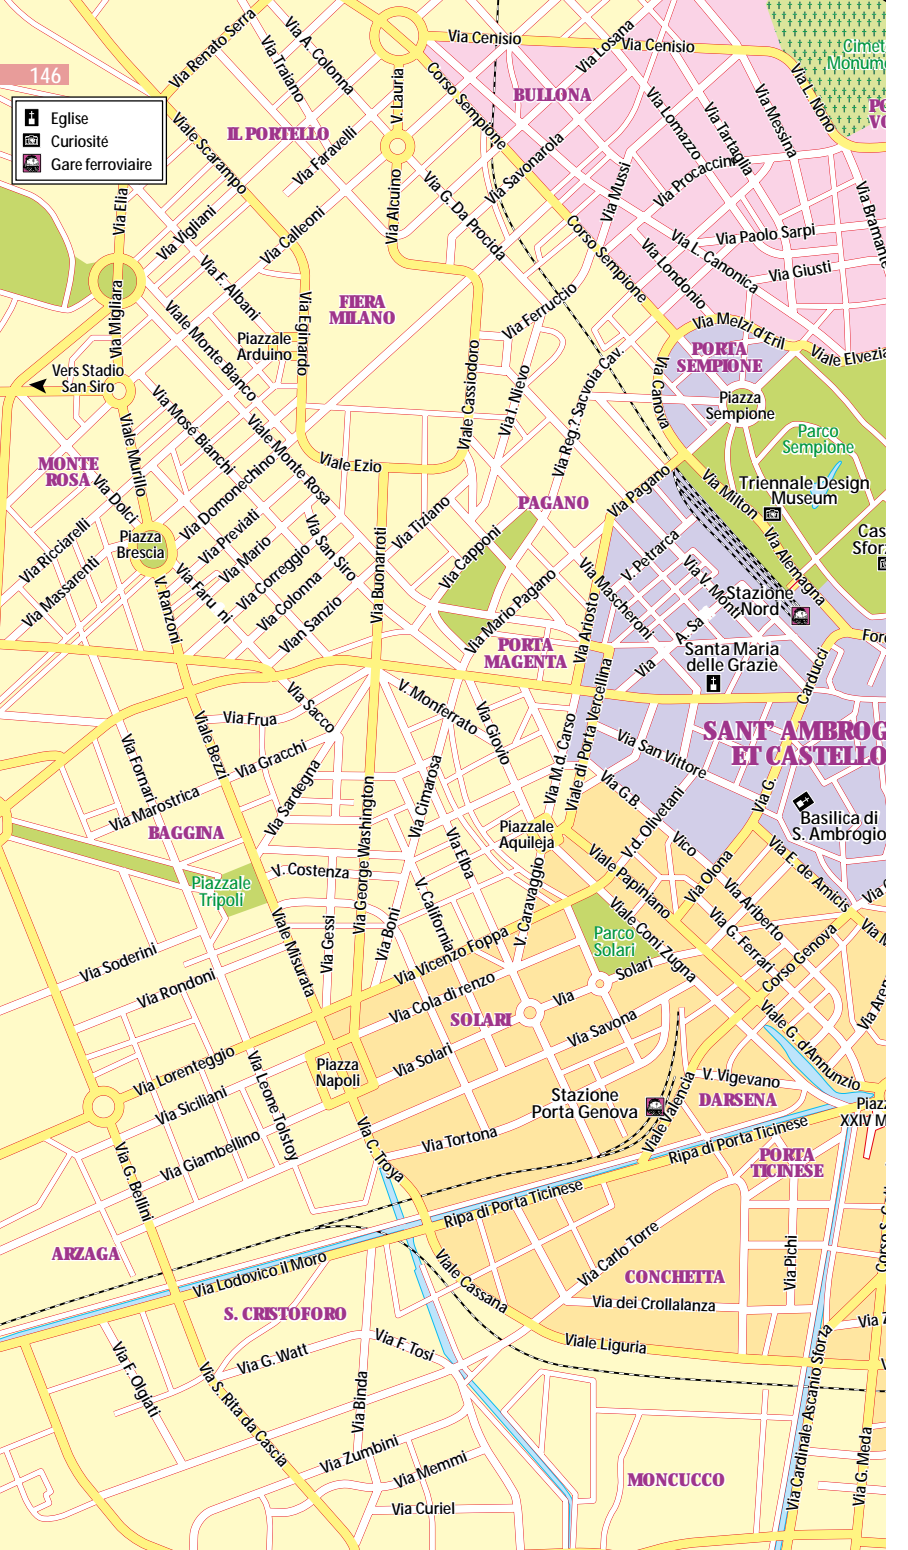 146
Eglise
Curiosité
Gare ferroviaire
Via Renato Serra
Via A. Colonna
Via Traiano
V. Lauria
Via Cenisio
Via Losana
Via Cenisio
Corso Sempione
BULLONA
Via L. Nono
IL PORTELLO
Via Faravelli
Viale Scarampo
Via Savonarola
Via Lomazzo
Via Tartaglia
Via Messina
Via Procaccini
Via Mussi
Via Elia
Via Vigliani
Via Calleoni
Via Alcuino
Via G. Da Procida
Corso Sempione
Via Londonio
Via L. Canonica
Via Paolo Sarpi
Via Giusti
Via Bramante
Via F. Albani
Via Migliara
Viale Monte Bianco
FIERA
MILANO
Via Eginardo
Piazzale
Arduino
Via Ferruccio
Via Melzi d'Eril
Viale Elvezia
PORTA
SEMPIONE
Vers Stadio
San Siro
Viale Cassiodoro
Via I. Nievo
Via Reg.? Sacvola Cav.
Via Canova
Piazza
Sempione
Parco
Sempione
Via Mosé Bianchi
Viale Monte Rosa
Viale Murillo
MONTE
ROSA
Via Dolci
Viale Ezio
Via Domonechino
PAGANO
Via Pagano
Via Milton
Triennale Design
Museum
Via Ricciarelli
Piazza
Brescia
Via Previati
Via San Siro
Via Tiziano
Via Massarenti
Via Mario
Via Capponi
Via Buonarroti
Via Correggio
V. Petrarca
Via Alemagna
Via V. Monti
Stazione
Nord
V. Ranzoni
Via Colonna
Vian Sanzio
Via Mario Pagano
Via Mascheroni
Via Ariosto
PORTA
MAGENTA
Via A. Sa
Santa Maria
delle Grazie
Carducci
Via Sacco
V. Monferrato
Via Giovio
Via Frua
Viale Bezzi
Via Fornari
Via Gracchi
Via M.d. Carso
Viale di Porta Vercellina
Via San Vittore
Via Marostrica
Via Sardegna
Via George Washington
Via Cimarosa
Via G.B.
V.d. Olivetani
Via G.
Basilica di
S. Ambrogio
BAGGINA
Via Elba
Piazzale
Aquileja
Vico
Via E. de Amicis
Piazzale
Tripoli
V. Costenza
Viale Papiniano
Via Olona
Via Ariberto
Via Gessi
Via Boni
V. California
V. Caravaggio
Viale Coni Zugna
Via G. Ferrari
Corso Genova
Viale Misurata
Via Vicenzo Foppa
Parco
Solari
Via Soderini
Via Rondoni
Via Cola di renzo
Via Solari
SOLARI
Via Savona
Viale G. d'Annunzio
Via Lorenteggio
Via Siciliani
Via Leone Tolstoy
Piazza
Napoli
Via Solari
V. Vigevano
DARSENA
Stazione
Porta Genova
Viale Valencia
Via Giambellino
Via Tortona
Via C. Troya
Ripa di Porta Ticinese
PORTA
TICINESE
Via G. Bellini
Ripa di Porta Ticinese
ARZAGA
Via Lodovico il Moro
Viale Cassana
Via Carlo Torre
CONCHETTA
Via Pichi
Via dei Crollalanza
S. CRISTOFORO
Viale Liguria
Via F. Tosi
Via G. Watt
Via F. Olgiati
Via S. Rita da Cascia
Via Binda
Via Cardinale Ascanio Sforza
Via G. Meda
Via Zumbini
Via Memmi
Via Curiel
MONCUCCO